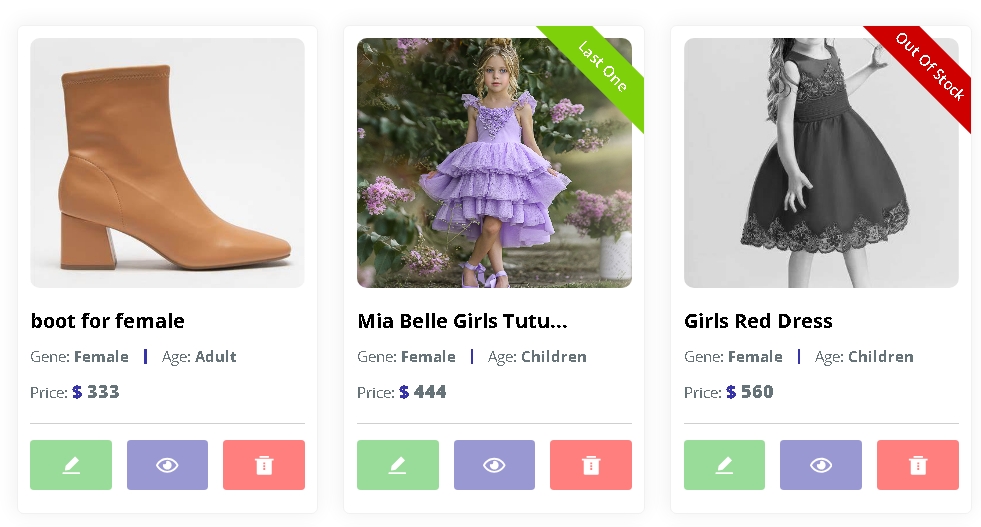 Last One
Out Of Stock
boot for female
Mia Belle Girls Tutu...
Girls Red Dress
Gene: Female | Age: Adult
Gene: Female | Age: Children
Gene: Female | Age: Children
Price: $ 333
Price: $ 444
Price: $ 560